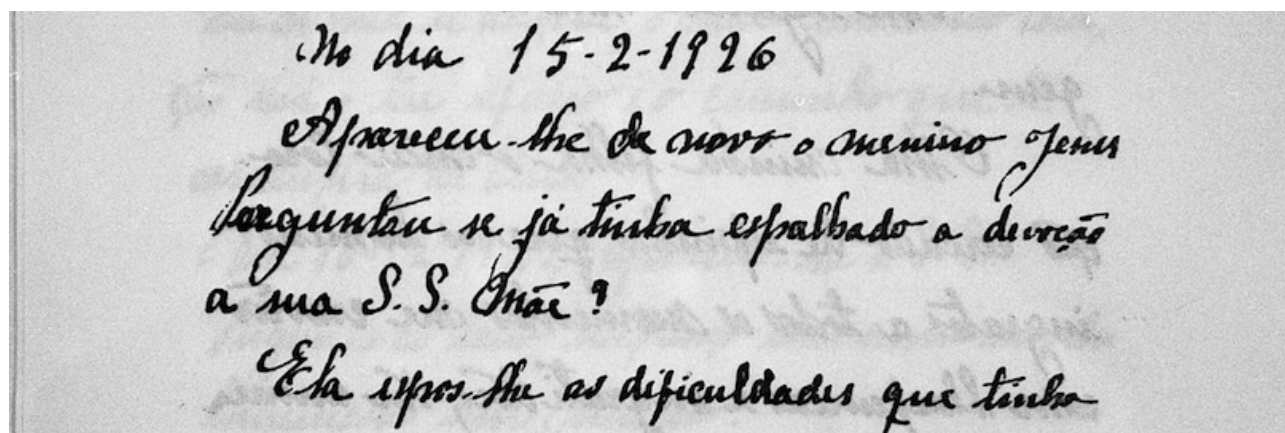 No dia 15-2-1926
Apareceu-lhe de novo o menino Jesus
Perguntou se já tinha espalhado a devoção
a sua S. S. Mãe?
Ela expos-lhe as dificuldades que tinha